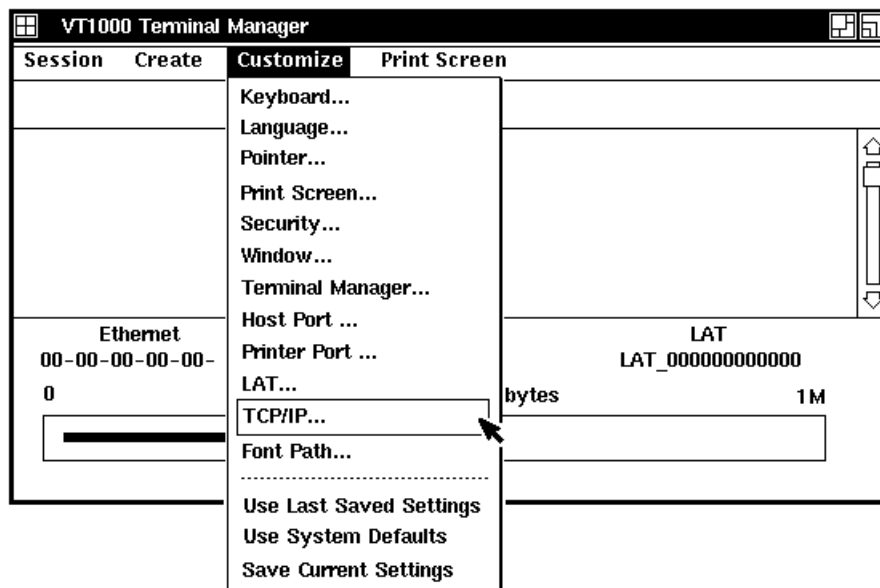 VT1000 Terminal Manager
Session Create Customize Print Screen
Keyboard...
Language...
Pointer...
Print Screen...
Security...
Window...
Terminal Manager...
Host Port ...
Printer Port ...
LAT...
TCP/IP...
Font Path...
Use Last Saved Settings
Use System Defaults
Save Current Settings
Ethernet
00-00-00-00-00-
LAT
LAT_000000000000
0 bytes 1M